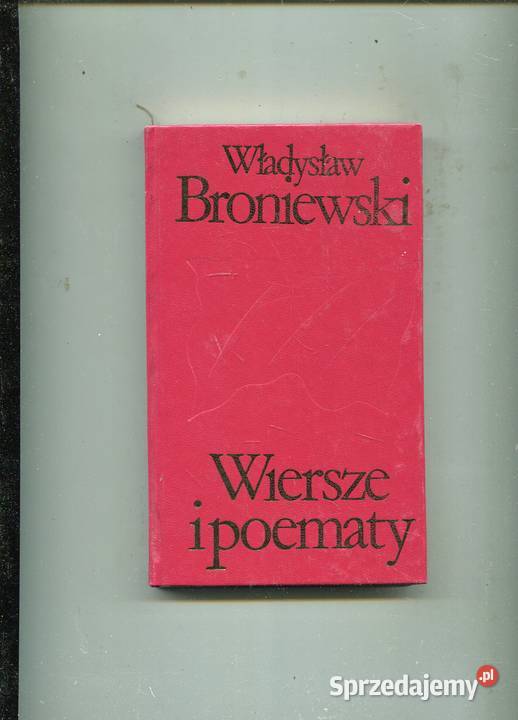 Władysław
Broniewski
Wiersze
i poematy
Sprzedajemy.pl